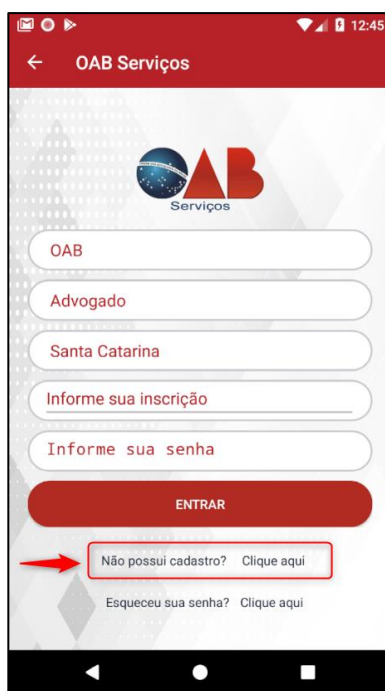 12:45
OAB Serviços
OAB
Serviços
OAB
Advogado
Santa Catarina
Informe sua inscrição
Informe sua senha
ENTRAR
Não possui cadastro? Clique aqui
Esqueceu sua senha? Clique aqui